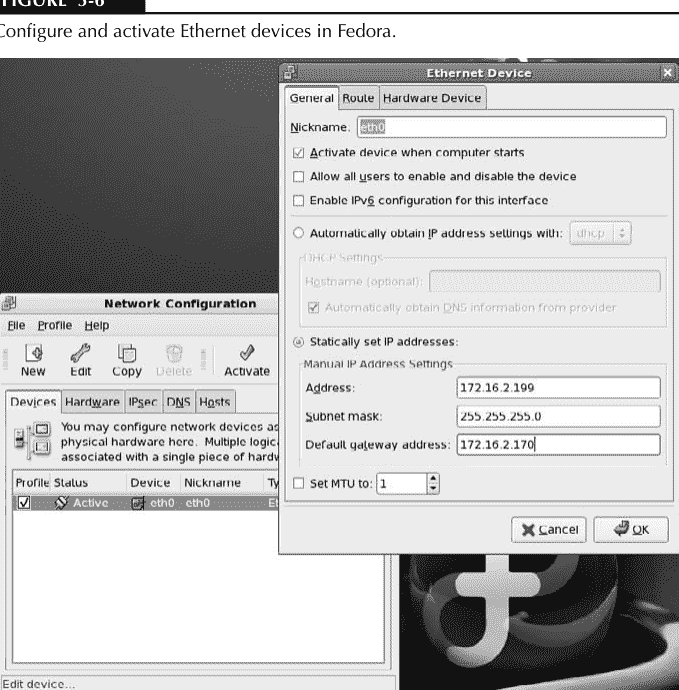 FIGURE 5-6
Configure and activate Ethernet devices in Fedora.
Ethernet Device
General Route Hardware Device
Nickname: eth0
Activate device when computer starts
Allow all users to enable and disable the device
Enable IPv6 configuration for this interface
Automatically obtain IP address settings with: dhcp
DHCP Settings
Hostname (optional):
Automatically obtain DNS information from provider
Statically set IP addresses:
Manual IP Address Settings
Address: 172.16.2.199
Subnet mask: 255.255.255.0
Default gateway address: 172.16.2.170
Set MTU to: 1
Cancel OK
Network Configuration
File Profile Help
New Edit Copy Delete Activate
Devices Hardware IPsec DNS Hosts
You may configure network devices as
physical hardware here. Multiple logic
associated with a single piece of hardw
Profile Status Device Nickname Ty
Active eth0 eth0 Et
Edit device...